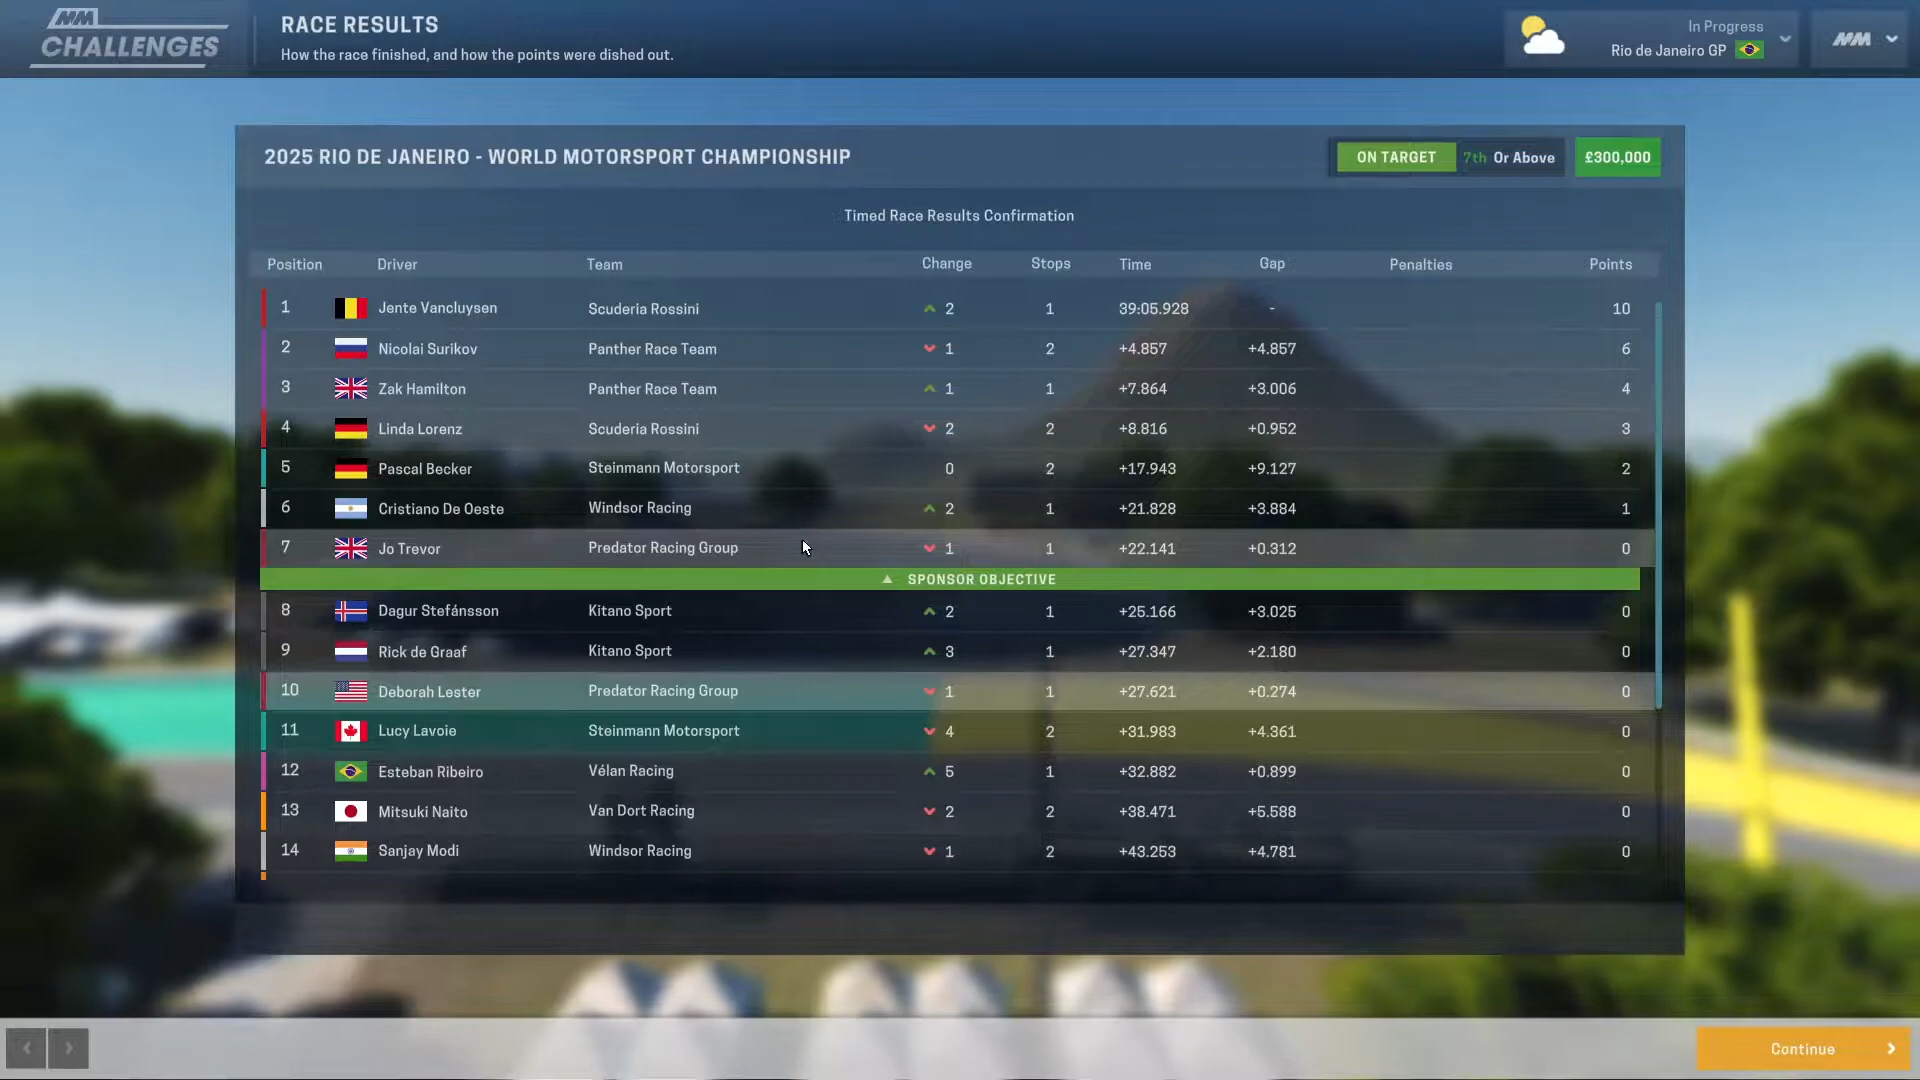 MM
CHALLENGES
RACE RESULTS
How the race finished, and how the points were dished out.
In Progress
Rio de Janeiro GP
MM
2025 RIO DE JANEIRO - WORLD MOTORSPORT CHAMPIONSHIP
ON TARGET 7th Or Above £300,000
Timed Race Results Confirmation
Position Driver Team Change Stops Time Gap Penalties Points
1 Jente Vancluysen Scuderia Rossini 2 1 39:05.928 - 10
2 Nicolai Surikov Panther Race Team 1 2 +4.857 +4.857 6
3 Zak Hamilton Panther Race Team 1 1 +7.864 +3.006 4
4 Linda Lorenz Scuderia Rossini 2 2 +8.816 +0.952 3
5 Pascal Becker Steinmann Motorsport 0 2 +17.943 +9.127 2
6 Cristiano De Oeste Windsor Racing 2 1 +21.828 +3.884 1
7 Jo Trevor Predator Racing Group 1 1 +22.141 +0.312 0
SPONSOR OBJECTIVE
8 Dagur Stefánsson Kitano Sport 2 1 +25.166 +3.025 0
9 Rick de Graaf Kitano Sport 3 1 +27.347 +2.180 0
10 Deborah Lester Predator Racing Group 1 1 +27.621 +0.274 0
11 Lucy Lavoie Steinmann Motorsport 4 2 +31.983 +4.361 0
12 Esteban Ribeiro Vélan Racing 5 1 +32.882 +0.899 0
13 Mitsuki Naito Van Dort Racing 2 2 +38.471 +5.588 0
14 Sanjay Modi Windsor Racing 1 2 +43.253 +4.781 0
Continue